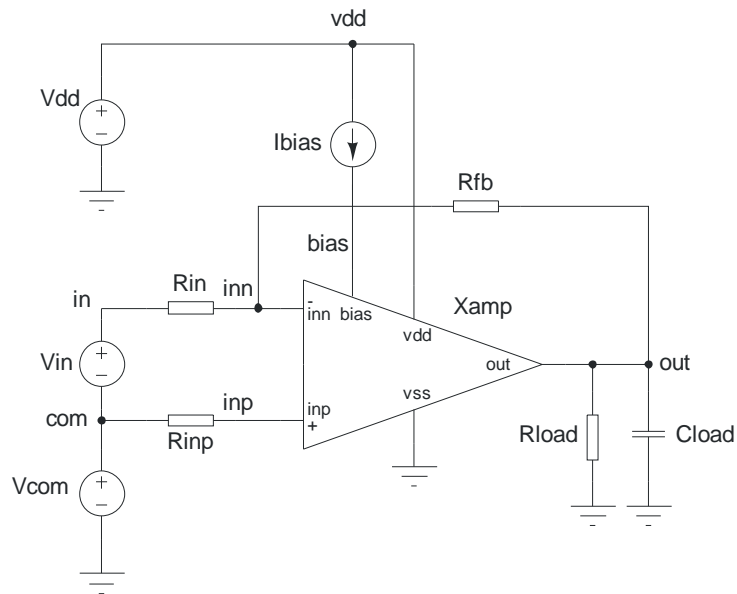 vdd
Vdd
+
−
Ibias
Rfb
bias
Rin
inn
in
-
inn
bias
Xamp
vdd
+
−
Vin
out
out
com
inp
inp
+
vss
Rinp
Rload
Cload
Vcom
+
−